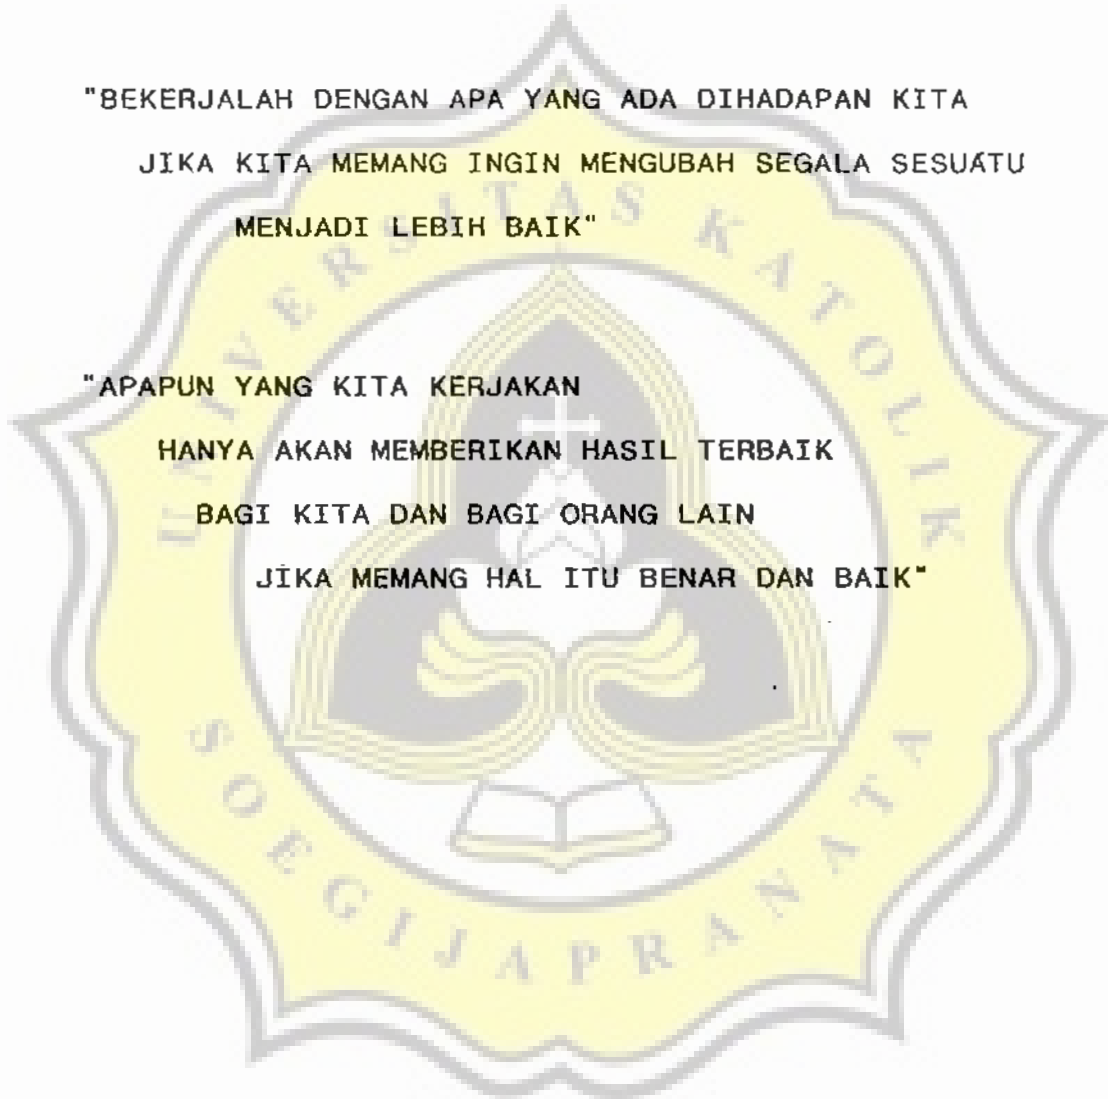 "BEKERJALAH DENGAN APA YANG ADA DIHADAPAN KITA
JIKA KITA MEMANG INGIN MENGUBAH SEGALA SESUATU
MENJADI LEBIH BAIK"
"APAPUN YANG KITA KERJAKAN
HANYA AKAN MEMBERIKAN HASIL TERBAIK
BAGI KITA DAN BAGI ORANG LAIN
JIKA MEMANG HAL ITU BENAR DAN BAIK"
UNIVERSITAS KATOLIK
SOEGIJAPRANATA